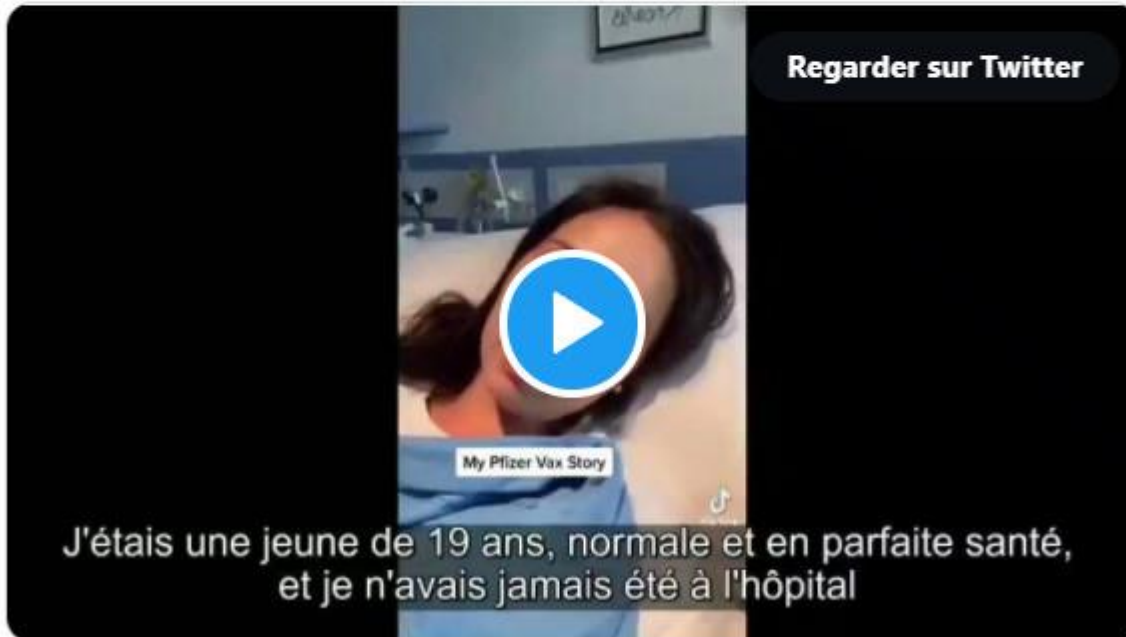 Regarder sur Twitter
My Pfizer Vax Story
J'étais une jeune de 19 ans, normale et en parfaite santé,
et je n'avais jamais été à l'hôpital